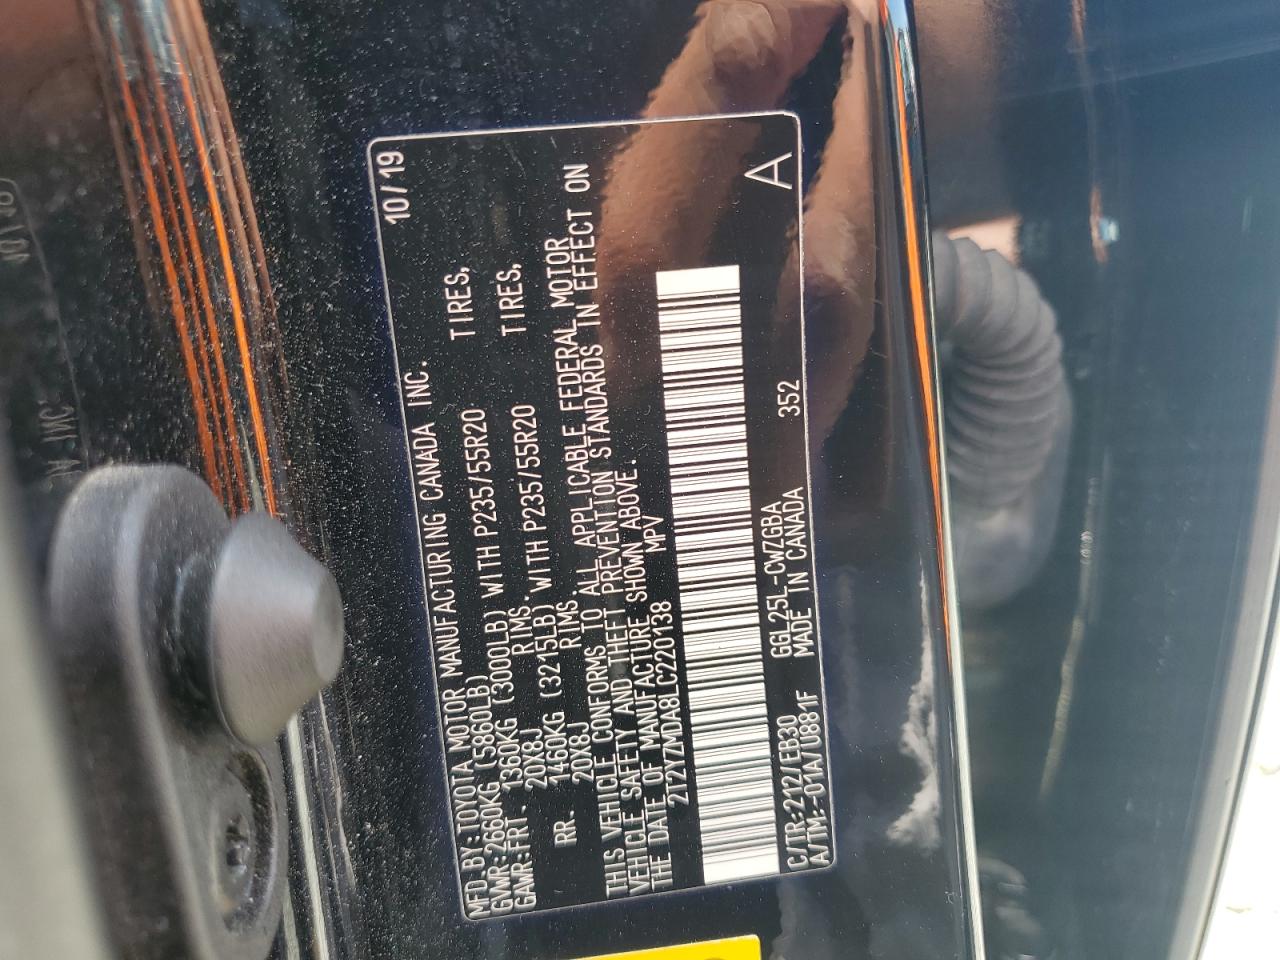 MFD.BY:TOYOTA MOTOR MANUFACTURING CANADA INC. 10/19
GVWR:2660KG (5860LB)
GAWR:FRT. 1360KG (3000LB) WITH P235/55R20 TIRES,
20X8J RIMS.
RR. 1460KG (3215LB) WITH P235/55R20 TIRES,
20X8J RIMS.
THIS VEHICLE CONFORMS TO ALL APPLICABLE FEDERAL MOTOR
VEHICLE SAFETY AND THEFT PREVENTION STANDARDS IN EFFECT ON
THE DATE OF MANUFACTURE SHOWN ABOVE.
2T2YZMDA8LC220138 MPV
C/TR:212/EB30 GGL25L-CWZGBA 352 A
A/TM:-01A/U881F MADE IN CANADA